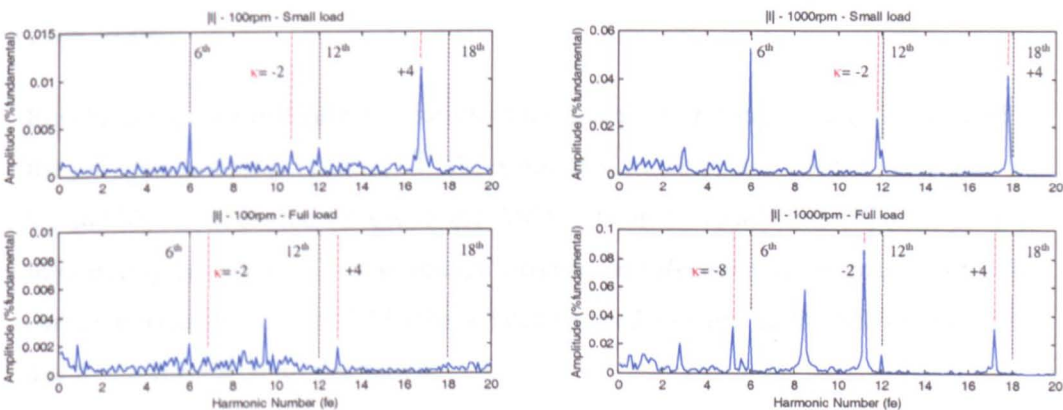 |I| - 100rpm - Small load
Amplitude (%fundamental)
0.015
0.01
0.005
0
6th
κ= -2
12th
+4
18th
0 2 4 6 8 10 12 14 16 18 20
|I| - 1000rpm - Small load
Amplitude (%fundamental)
0.06
0.04
0.02
0
6th
κ= -2
12th
18th
+4
0 2 4 6 8 10 12 14 16 18 20
|I| - 100rpm - Full load
Amplitude (%fundamental)
0.01
0.008
0.006
0.004
0.002
0
6th
κ= -2
12th
+4
18th
0 2 4 6 8 10 12 14 16 18 20
Harmonic Number (fe)
|I| - 1000rpm - Full load
Amplitude (%fundamental)
0.1
0.08
0.06
0.04
0.02
0
κ= -8
6th
-2
12th
+4
18th
0 2 4 6 8 10 12 14 16 18 20
Harmonic Number (fe)